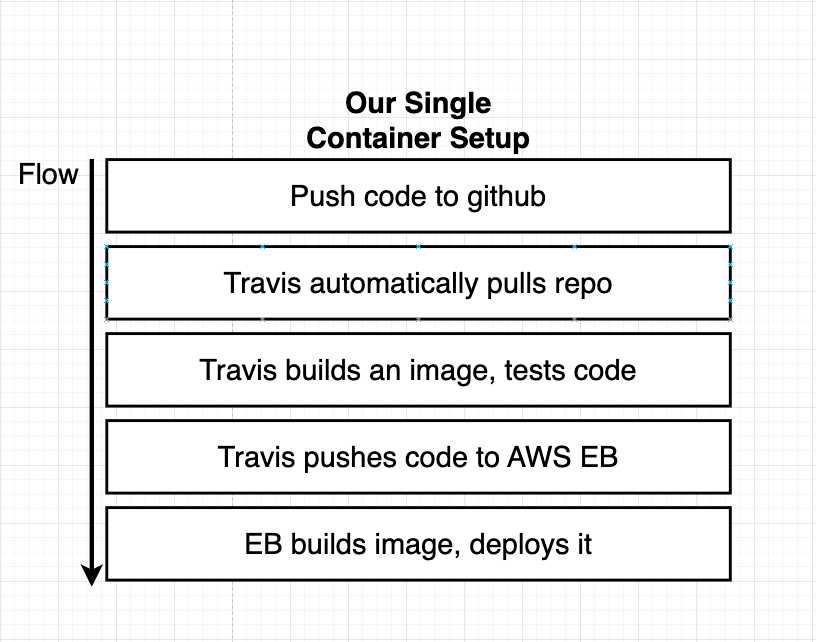 Our Single
Container Setup
Flow
Push code to github
Travis automatically pulls repo
Travis builds an image, tests code
Travis pushes code to AWS EB
EB builds image, deploys it